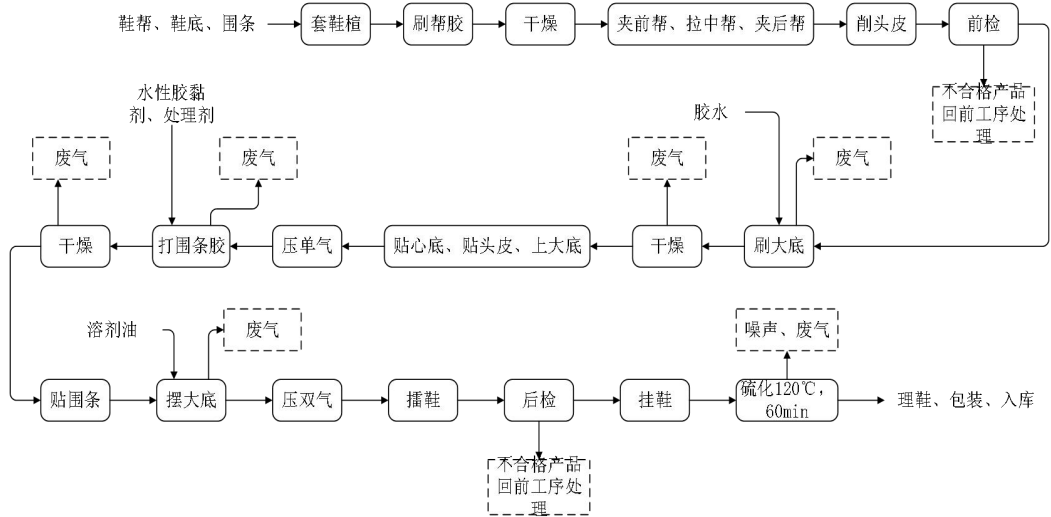 鞋帮、鞋底、围条
套鞋楦
刷帮胶
干燥
夹前帮、拉中帮、夹后帮
削头皮
前检
不合格产品
回前工序处
理
水性胶黏
剂、处理剂
胶水
废气
废气
废气
废气
干燥
打围条胶
压单气
贴心底、贴头皮、上大底
干燥
刷大底
溶剂油
废气
噪声、废气
贴围条
摆大底
压双气
擂鞋
后检
挂鞋
硫化120℃，
60min
理鞋、包装、入库
不合格产品
回前工序处
理